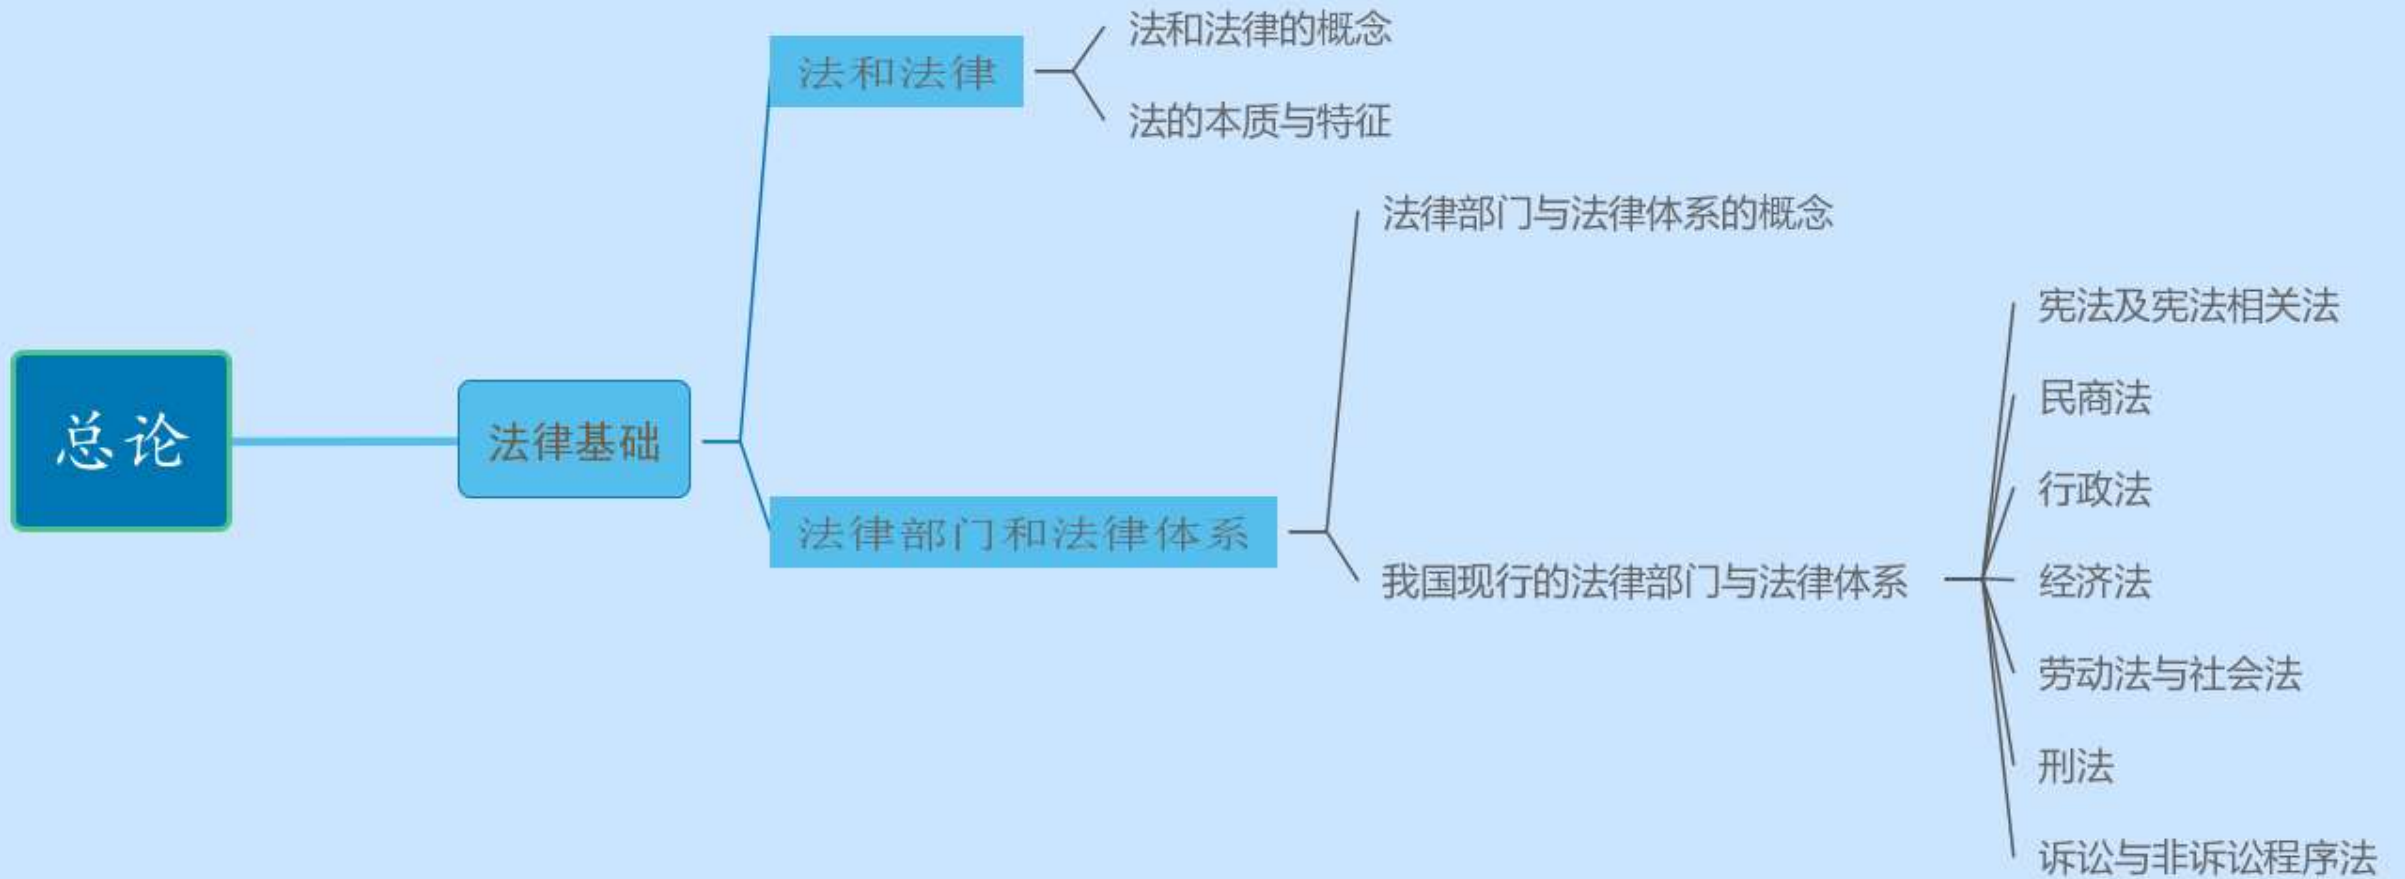 总论
法律基础
法和法律
法和法律的概念
法的本质与特征
法律部门和法律体系
法律部门与法律体系的概念
我国现行的法律部门与法律体系
宪法及宪法相关法
民商法
行政法
经济法
劳动法与社会法
刑法
诉讼与非诉讼程序法